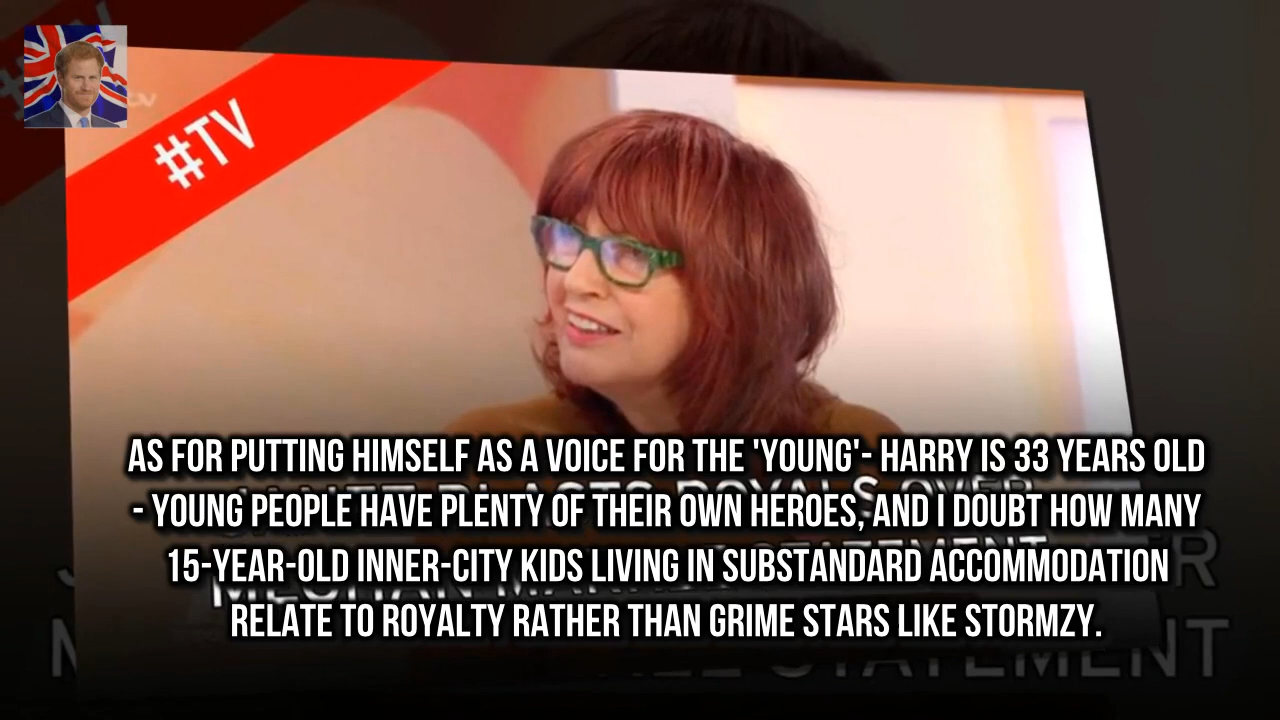 #TV
AS FOR PUTTING HIMSELF AS A VOICE FOR THE 'YOUNG'- HARRY IS 33 YEARS OLD
- YOUNG PEOPLE HAVE PLENTY OF THEIR OWN HEROES, AND I DOUBT HOW MANY
15-YEAR-OLD INNER-CITY KIDS LIVING IN SUBSTANDARD ACCOMMODATION
RELATE TO ROYALTY RATHER THAN GRIME STARS LIKE STORMZY.